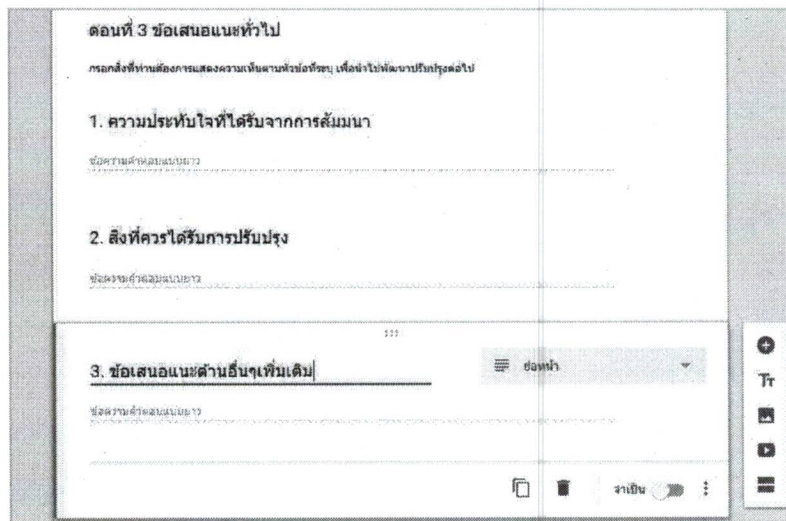 ตอนที่ 3 ข้อเสนอแนะทั่วไป
กรอกสิ่งที่ท่านต้องการแสดงความเห็นตามหัวข้อที่ระบุ เพื่อนำไปพัฒนาปรับปรุงต่อไป
1. ความประทับใจที่ได้รับจากการสัมมนา
ข้อความคำตอบแบบยาว
2. สิ่งที่ควรได้รับการปรับปรุง
ข้อความคำตอบแบบยาว
3. ข้อเสนอแนะด้านอื่นๆเพิ่มเติม
ย่อหน้า
ข้อความคำตอบแบบยาว
จำเป็น
Tт